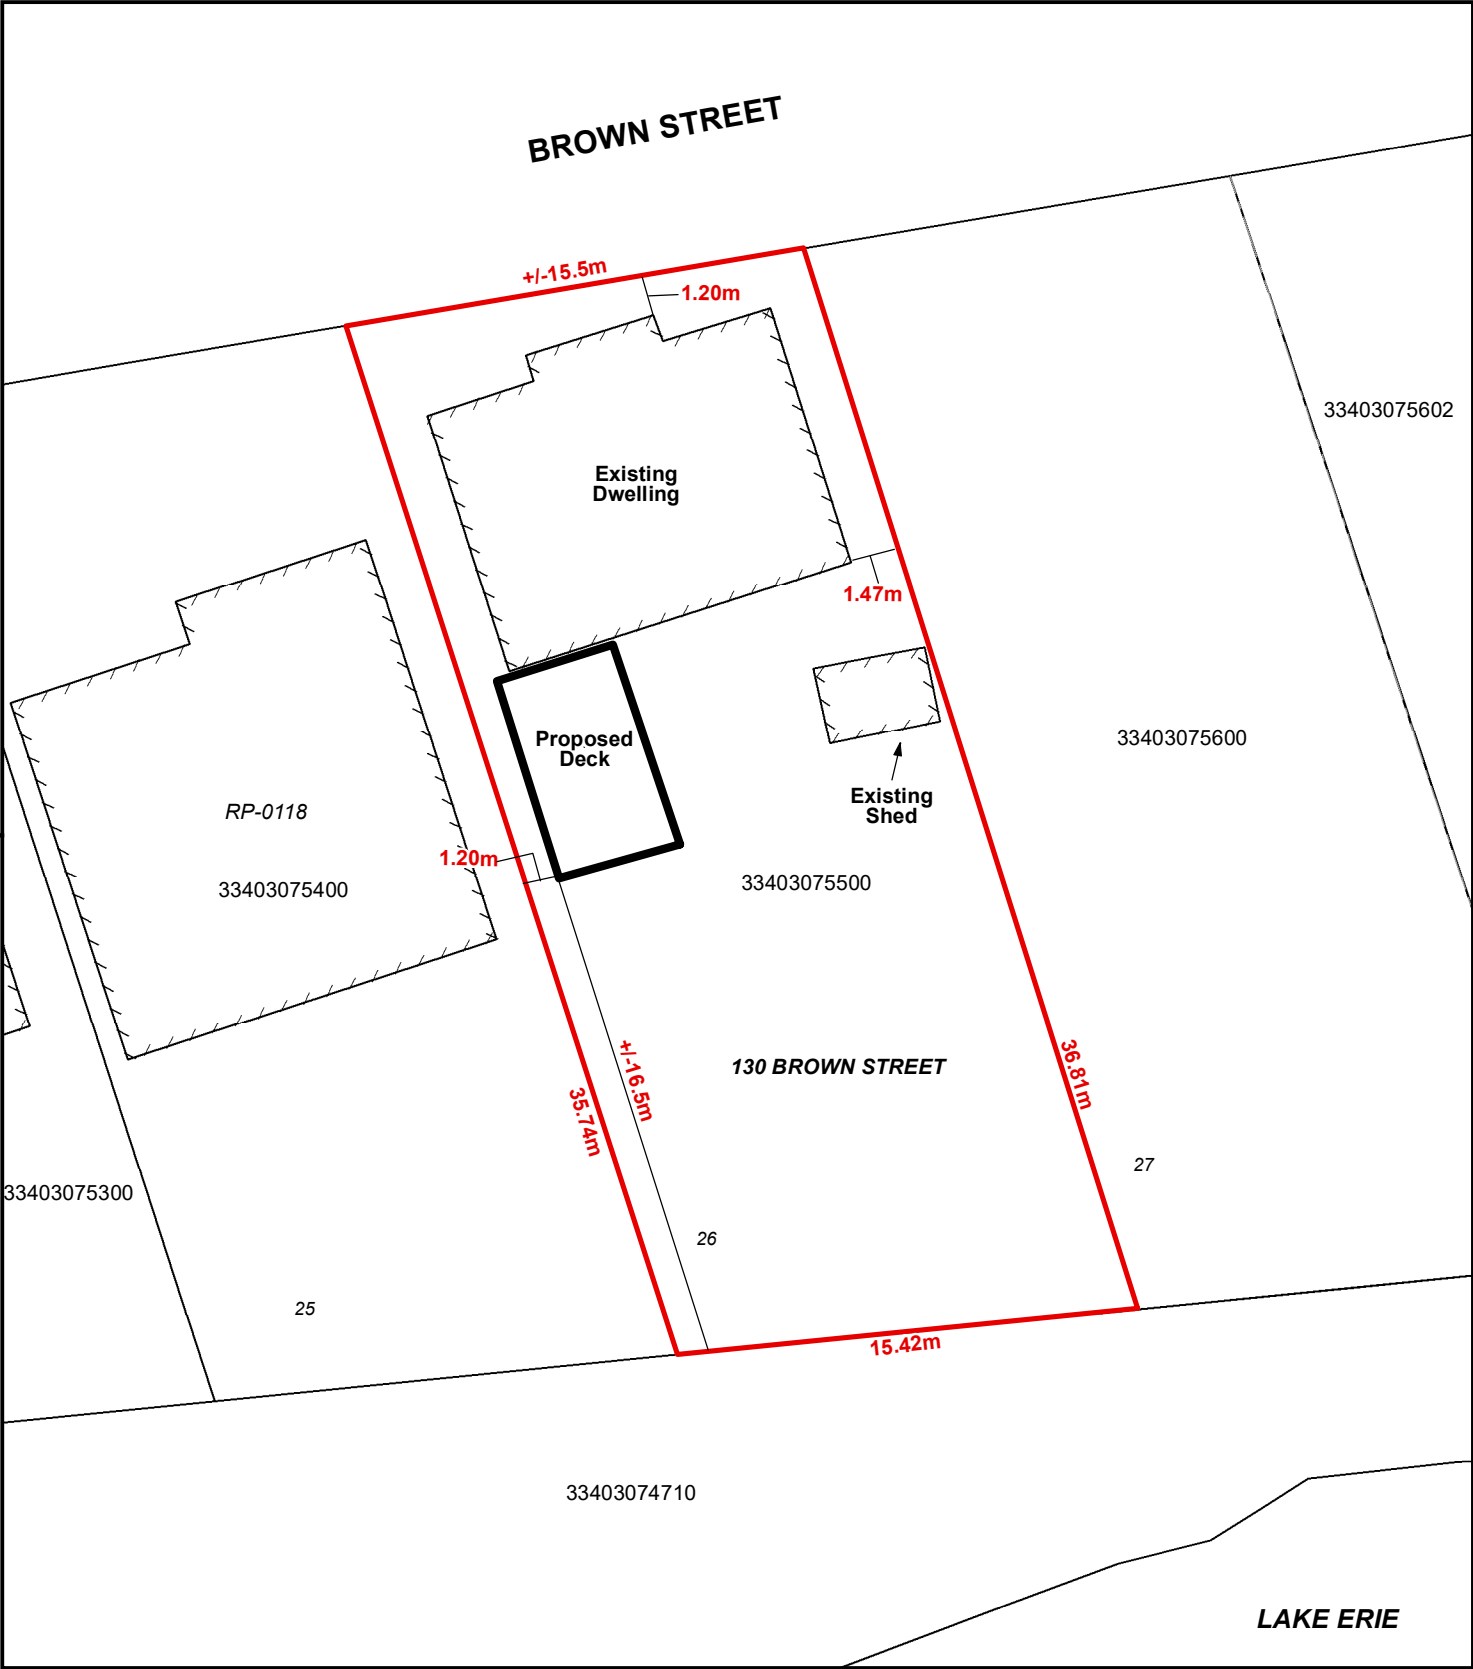 BROWN STREET
+/-15.5m
1.20m
33403075602
Existing
Dwelling
1.47m
33403075600
Proposed
Deck
Existing
Shed
RP-0118
1.20m
33403075400
33403075500
+/-16.5m
130 BROWN STREET
36.81m
35.74m
27
33403075300
26
25
15.42m
33403074710
LAKE ERIE